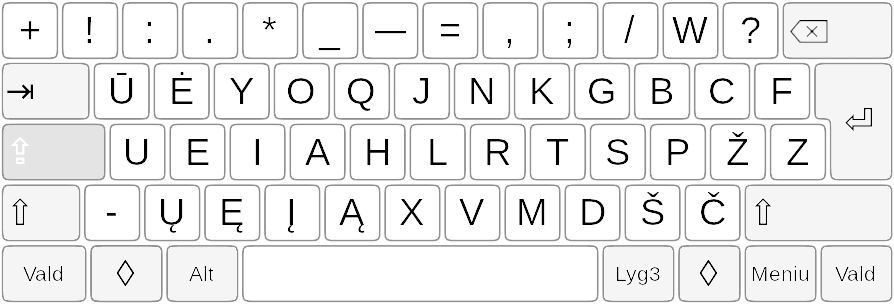 + ! : . * _ — = , ; / W ?
Ū Ė Y O Q J N K G B C F
U E I A H L R T S P Ž Z
- Ų Ę Į Ą X V M D Š Č
Vald Alt Lyg3 Meniu Vald